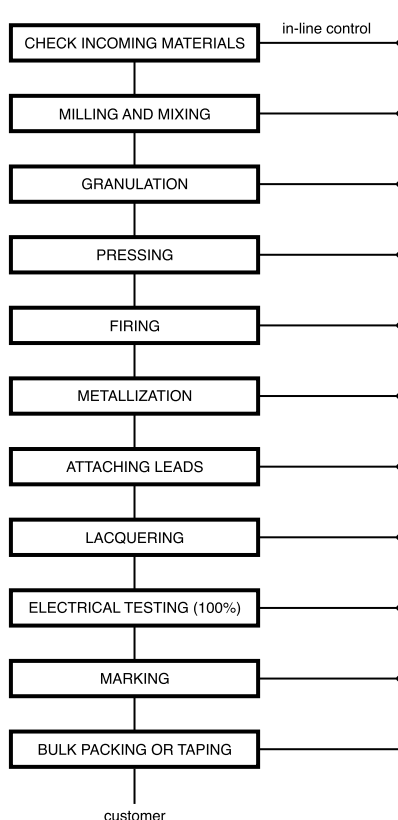 in-line control
CHECK INCOMING MATERIALS
MILLING AND MIXING
GRANULATION
PRESSING
FIRING
METALLIZATION
ATTACHING LEADS
LACQUERING
ELECTRICAL TESTING (100%)
MARKING
BULK PACKING OR TAPING
customer